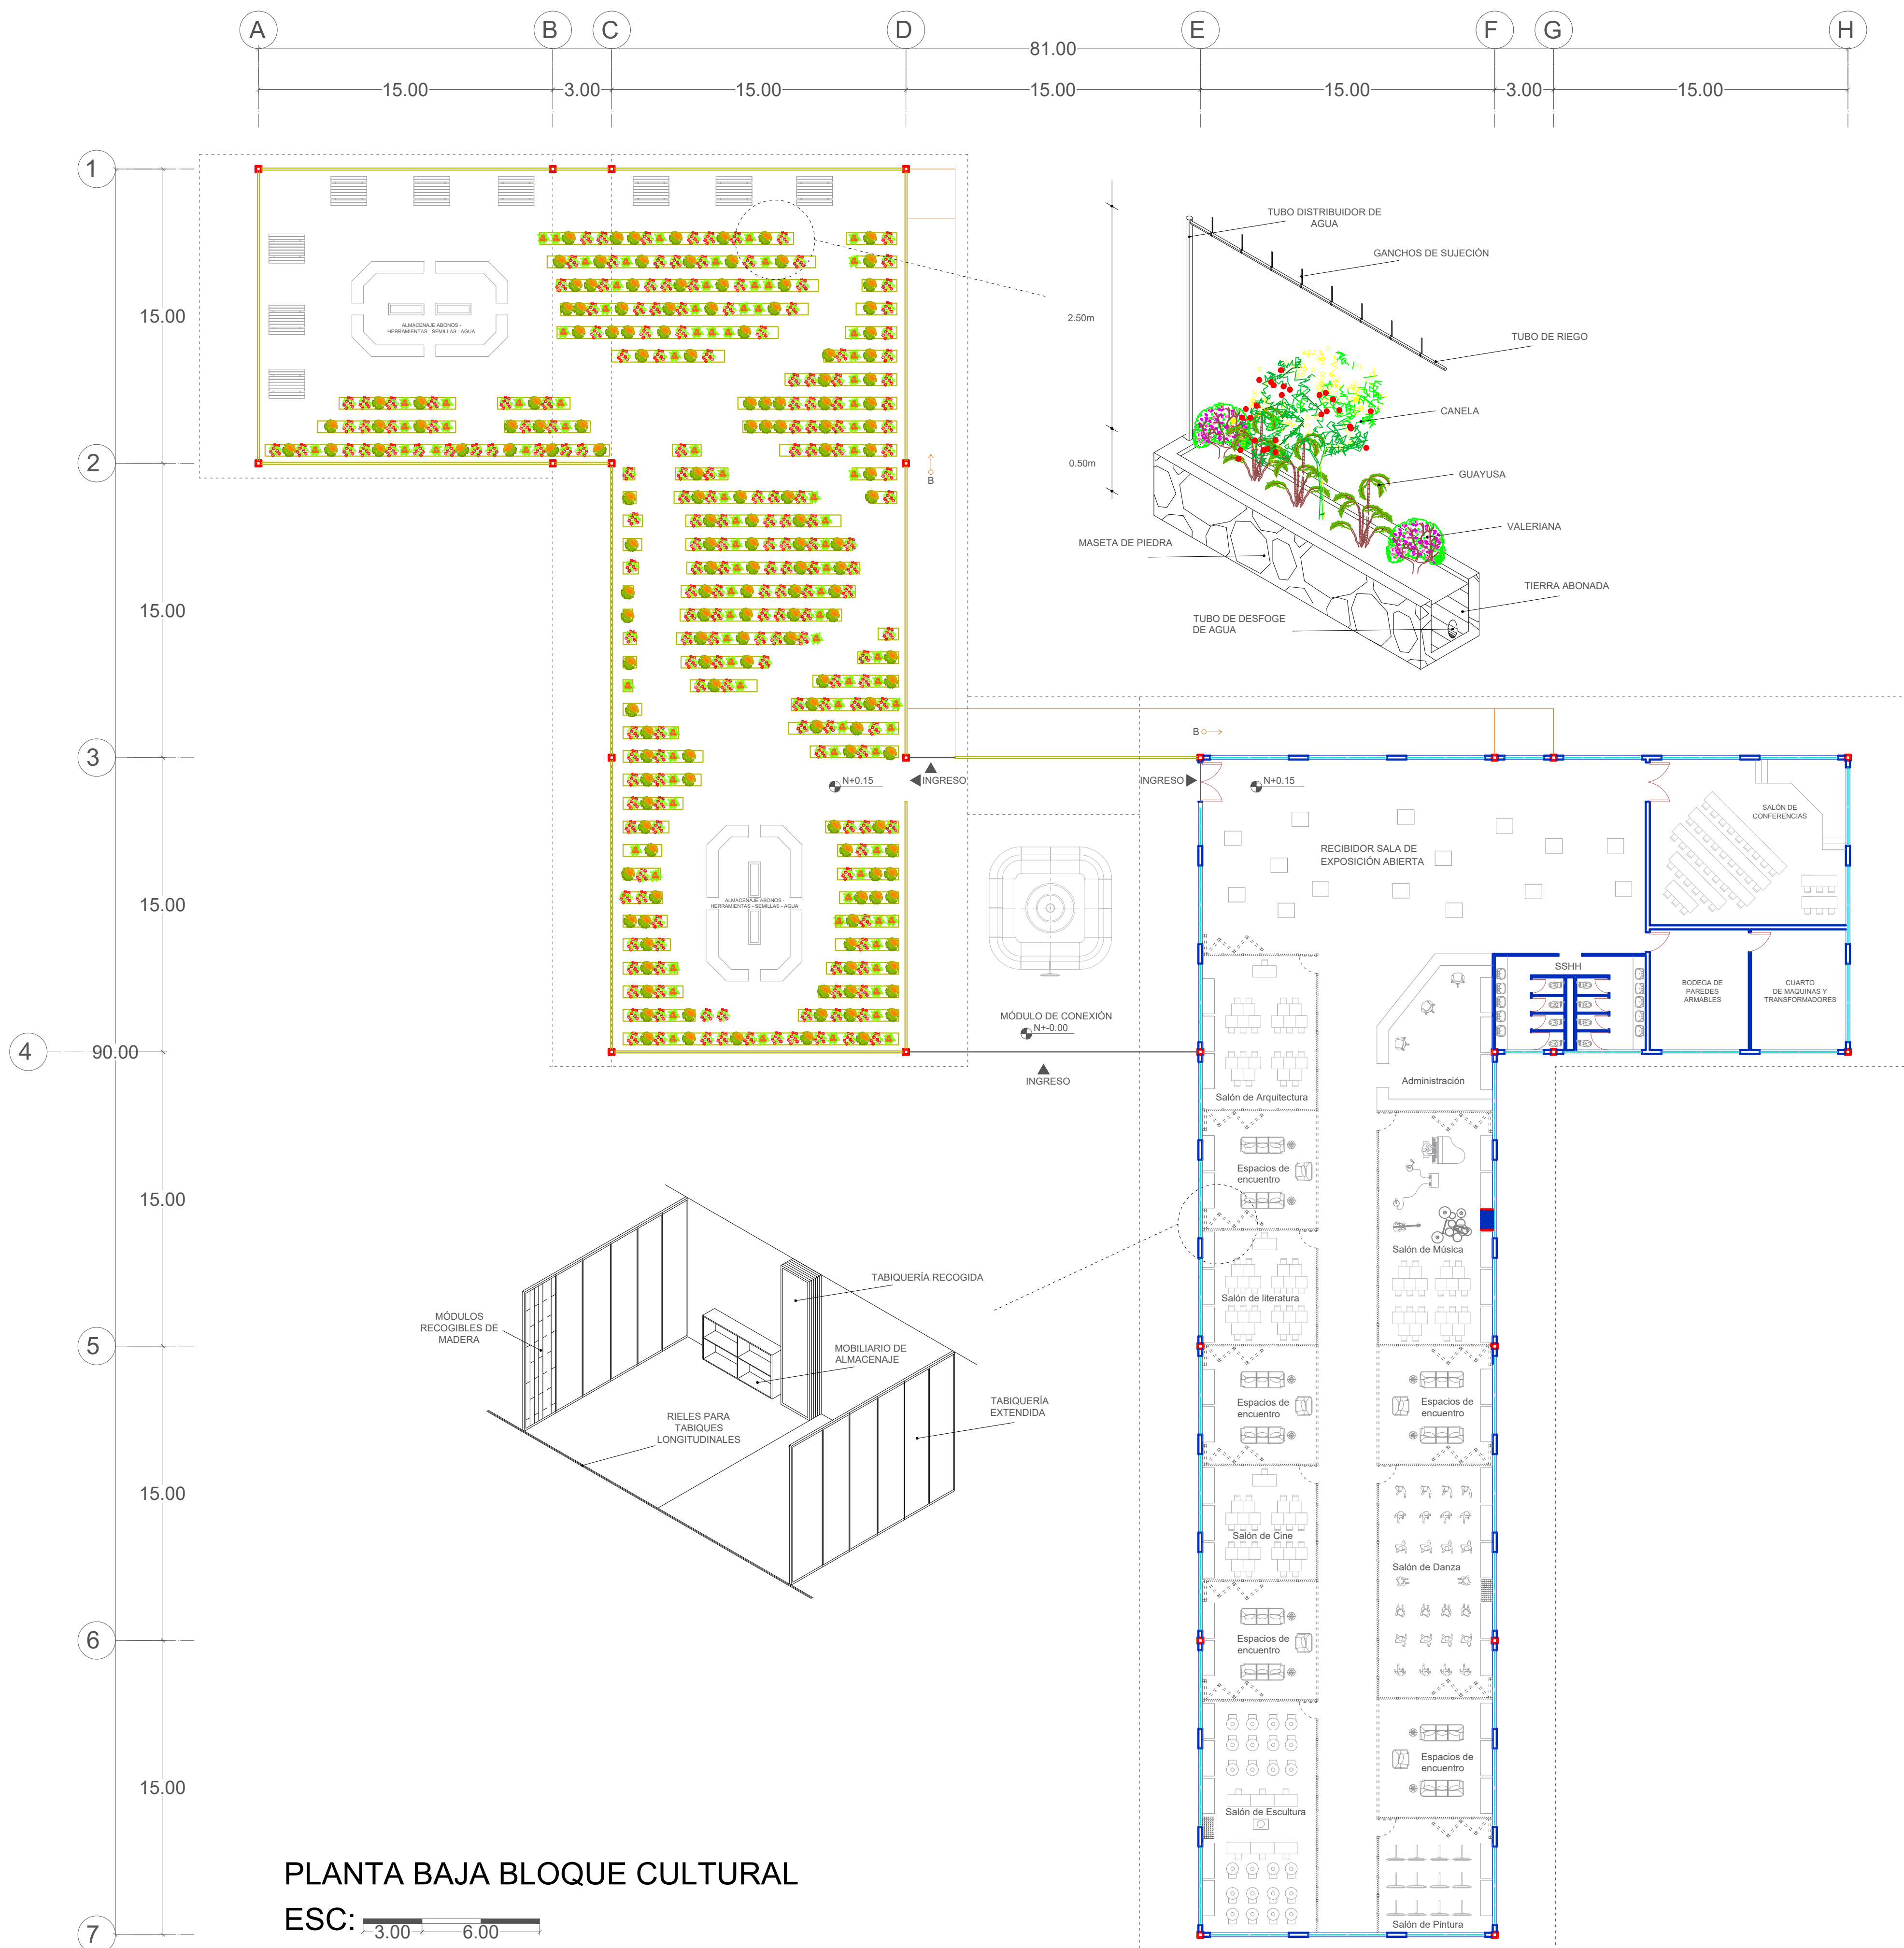 A B C D E F G H
81.00
15.00 3.00 15.00 15.00 15.00 3.00 15.00
1
15.00
2
15.00
3
15.00
4
90.00
15.00
5
15.00
6
15.00
7
ALMACENAJE ABONOS -
HERRAMIENTAS - SEMILLAS - AGUA
B
TUBO DISTRIBUIDOR DE
AGUA
GANCHOS DE SUJECIÓN
2.50m
TUBO DE RIEGO
CANELA
0.50m
GUAYUSA
VALERIANA
MASETA DE PIEDRA
TIERRA ABONADA
TUBO DE DESFOGE
DE AGUA
B
N+0.15
INGRESO
INGRESO
N+0.15
ALMACENAJE ABONOS -
HERRAMIENTAS - SEMILLAS - AGUA
MÓDULO DE CONEXIÓN
N+-0.00
INGRESO
RECIBIDOR SALA DE
EXPOSICIÓN ABIERTA
SALÓN DE
CONFERENCIAS
SSHH
BODEGA DE
PAREDES
ARMABLES
CUARTO
DE MAQUINAS Y
TRANSFORMADORES
Administración
Salón de Arquitectura
Espacios de
encuentro
Salón de Música
Salón de literatura
Espacios de
encuentro
Espacios de
encuentro
Salón de Cine
Salón de Danza
Espacios de
encuentro
Espacios de
encuentro
Salón de Escultura
Salón de Pintura
TABIQUERÍA RECOGIDA
MÓDULOS
RECOGIBLES DE
MADERA
MOBILIARIO DE
ALMACENAJE
TABIQUERÍA
EXTENDIDA
RIELES PARA
TABIQUES
LONGITUDINALES
PLANTA BAJA BLOQUE CULTURAL
ESC:
3.00 6.00